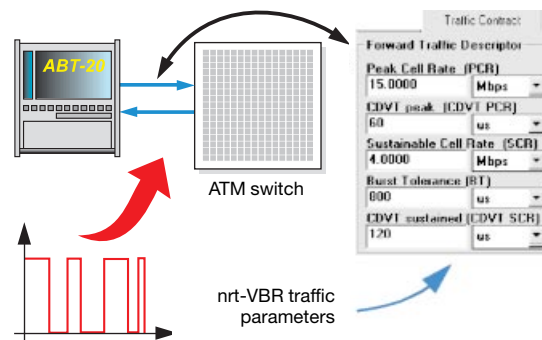 ABT-20
ATM switch
nrt-VBR traffic
parameters
Traffic Contract
Forward Traffic Descriptor
Peak Cell Rate (PCR)
15.0000 Mbps
CDVT peak (CDVT PCR)
60 us
Sustainable Cell Rate (SCR)
4.0000 Mbps
Burst Tolerance (BT)
800 us
CDVT sustained (CDVT SCR)
120 us